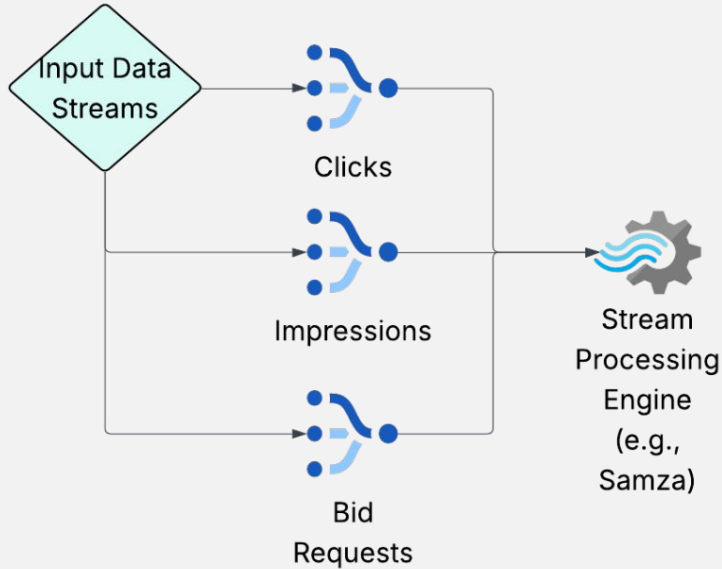 Input Data
Streams
Clicks
Impressions
Bid
Requests
Stream
Processing
Engine
(e.g.,
Samza)